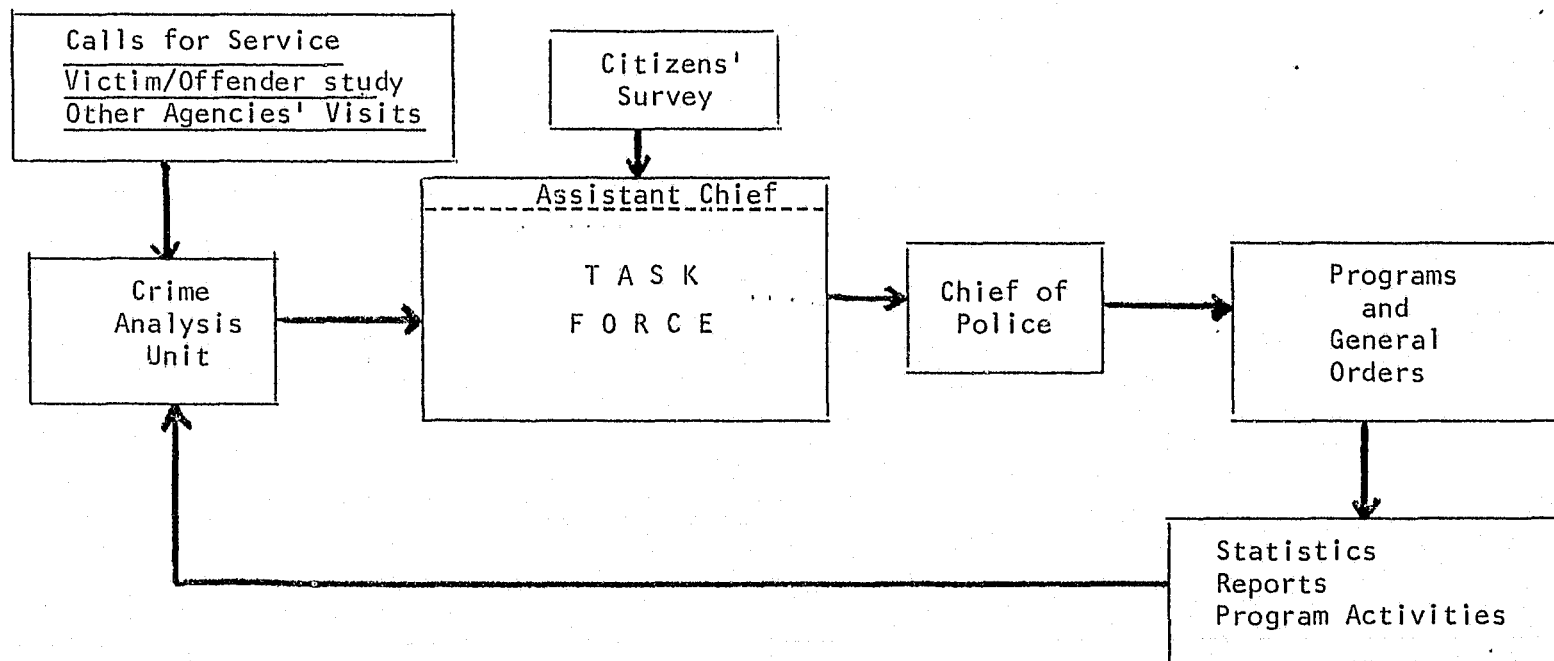 Calls for Service
Victim/Offender study
Other Agencies' Visits
Citizens'
Survey
Assistant Chief
T A S K
F O R C E
Crime
Analysis
Unit
Chief of
Police
Programs
and
General
Orders
Statistics
Reports
Program Activities